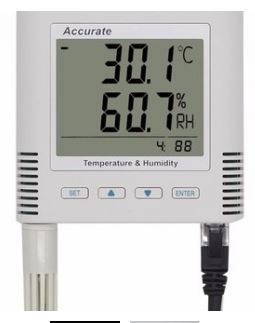 Accurate
- 30.1°C
60.7%RH
4: 88
Temperature & Humidity
SET ENTER